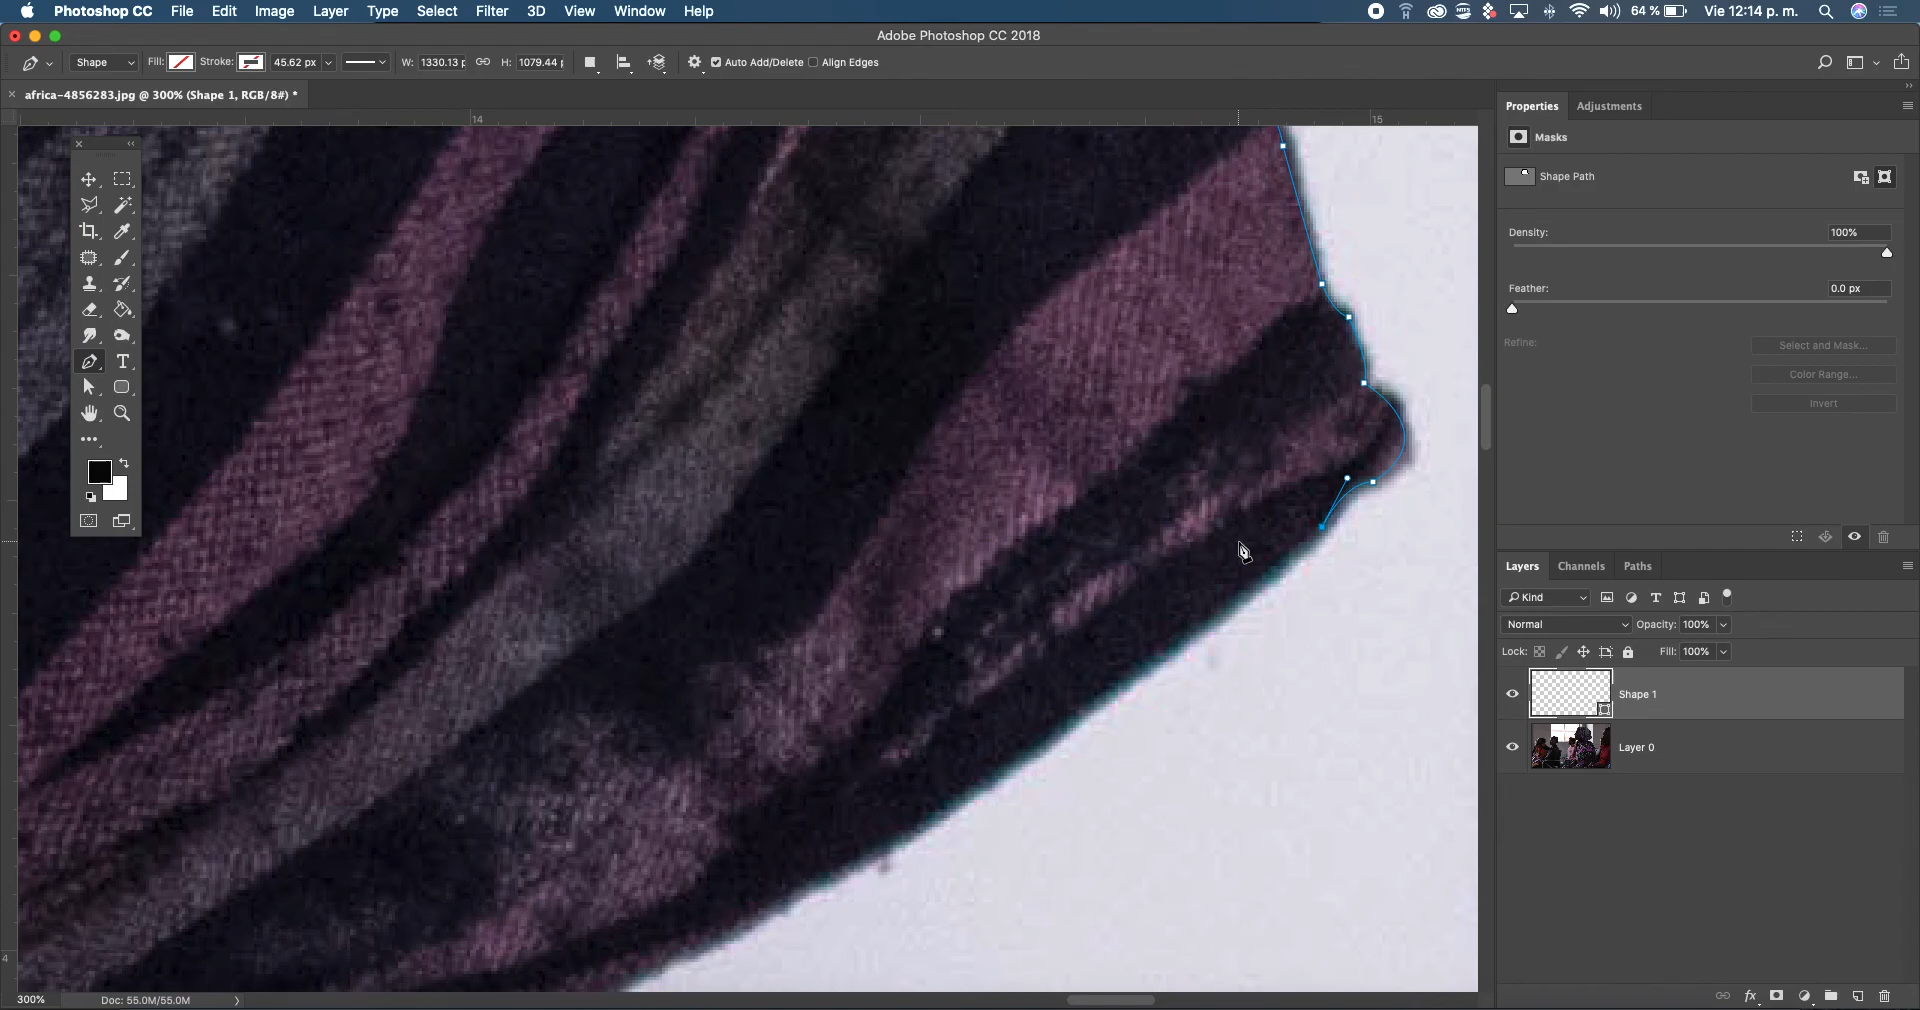 Photoshop CC File Edit Image Layer Type Select Filter 3D View Window Help 64 % Vie 12:14 p. m.
Adobe Photoshop CC 2018
Shape Fill: Stroke: 45.62 px W: 1330.13 p H: 1079.44 p Auto Add/Delete Align Edges
africa-4856283.jpg @ 300% (Shape 1, RGB/8#) *
14 15
Properties Adjustments
Masks
Shape Path
Density: 100%
Feather: 0.0 px
Refine: Select and Mask...
Color Range...
Invert
Layers Channels Paths
Kind
Normal Opacity: 100%
Lock: Fill: 100%
Shape 1
Layer 0
4
300% Doc: 55.0M/55.0M